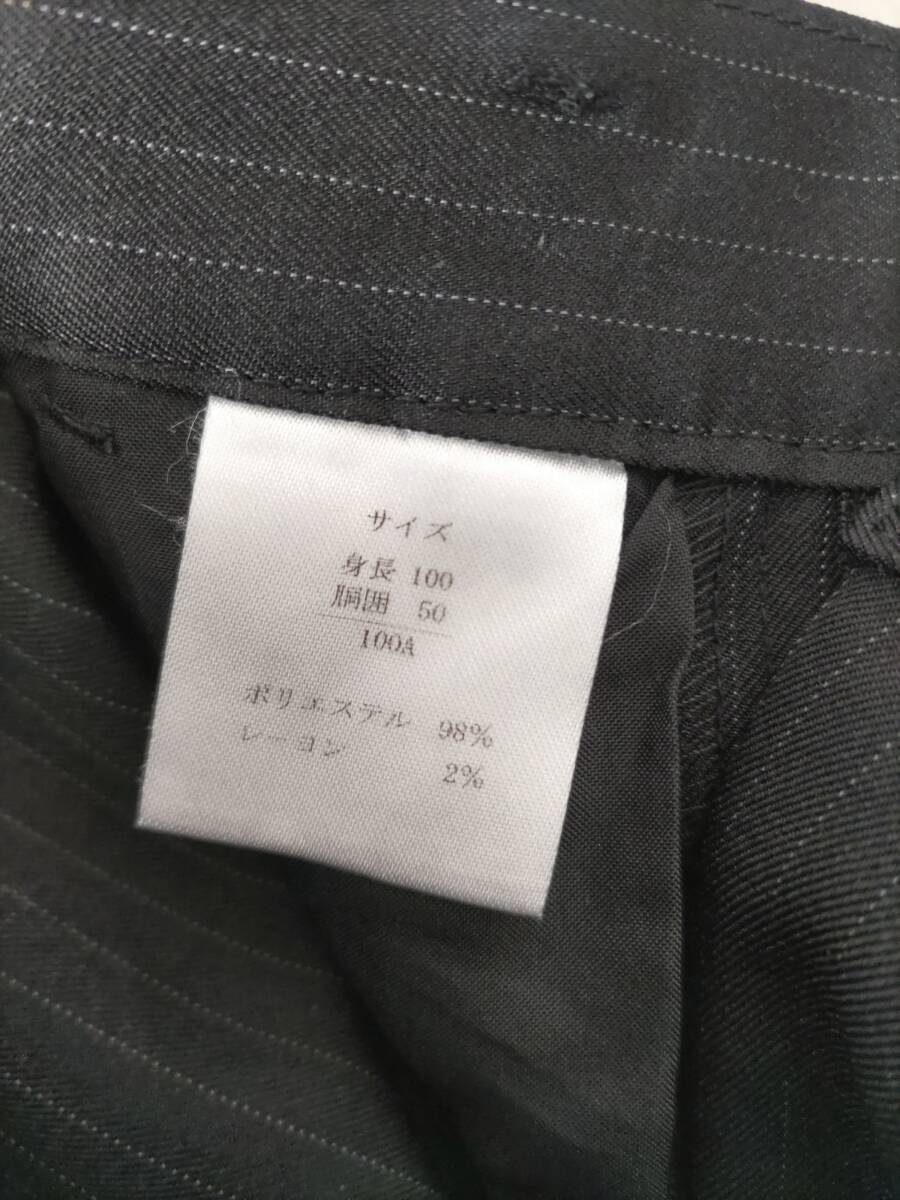 サイズ
身長 100
胴囲 50
100A
ポリエステル 98%
レーヨン 2%